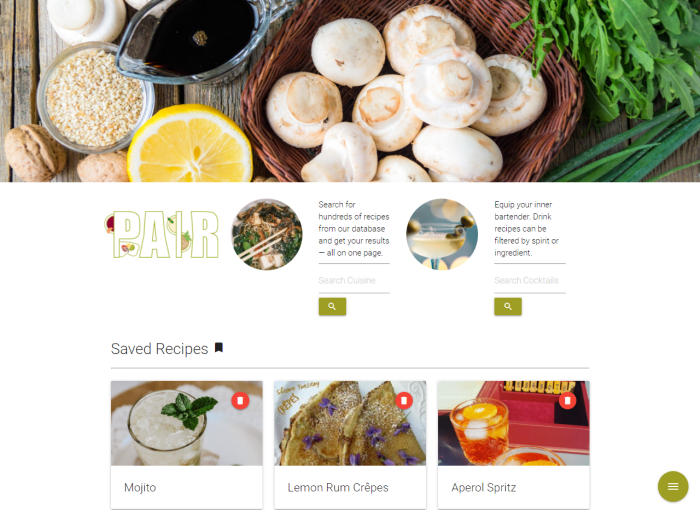 PAIR
Search for
hundreds of recipes
from our database
and get your results
— all on one page.
Search Cuisine
Equip your inner
bartender. Drink
recipes can be
filtered by spirit or
ingredient.
Search Cocktails
Saved Recipes
CRÊPES
Mojito
Lemon Rum Crêpes
Aperol Spritz